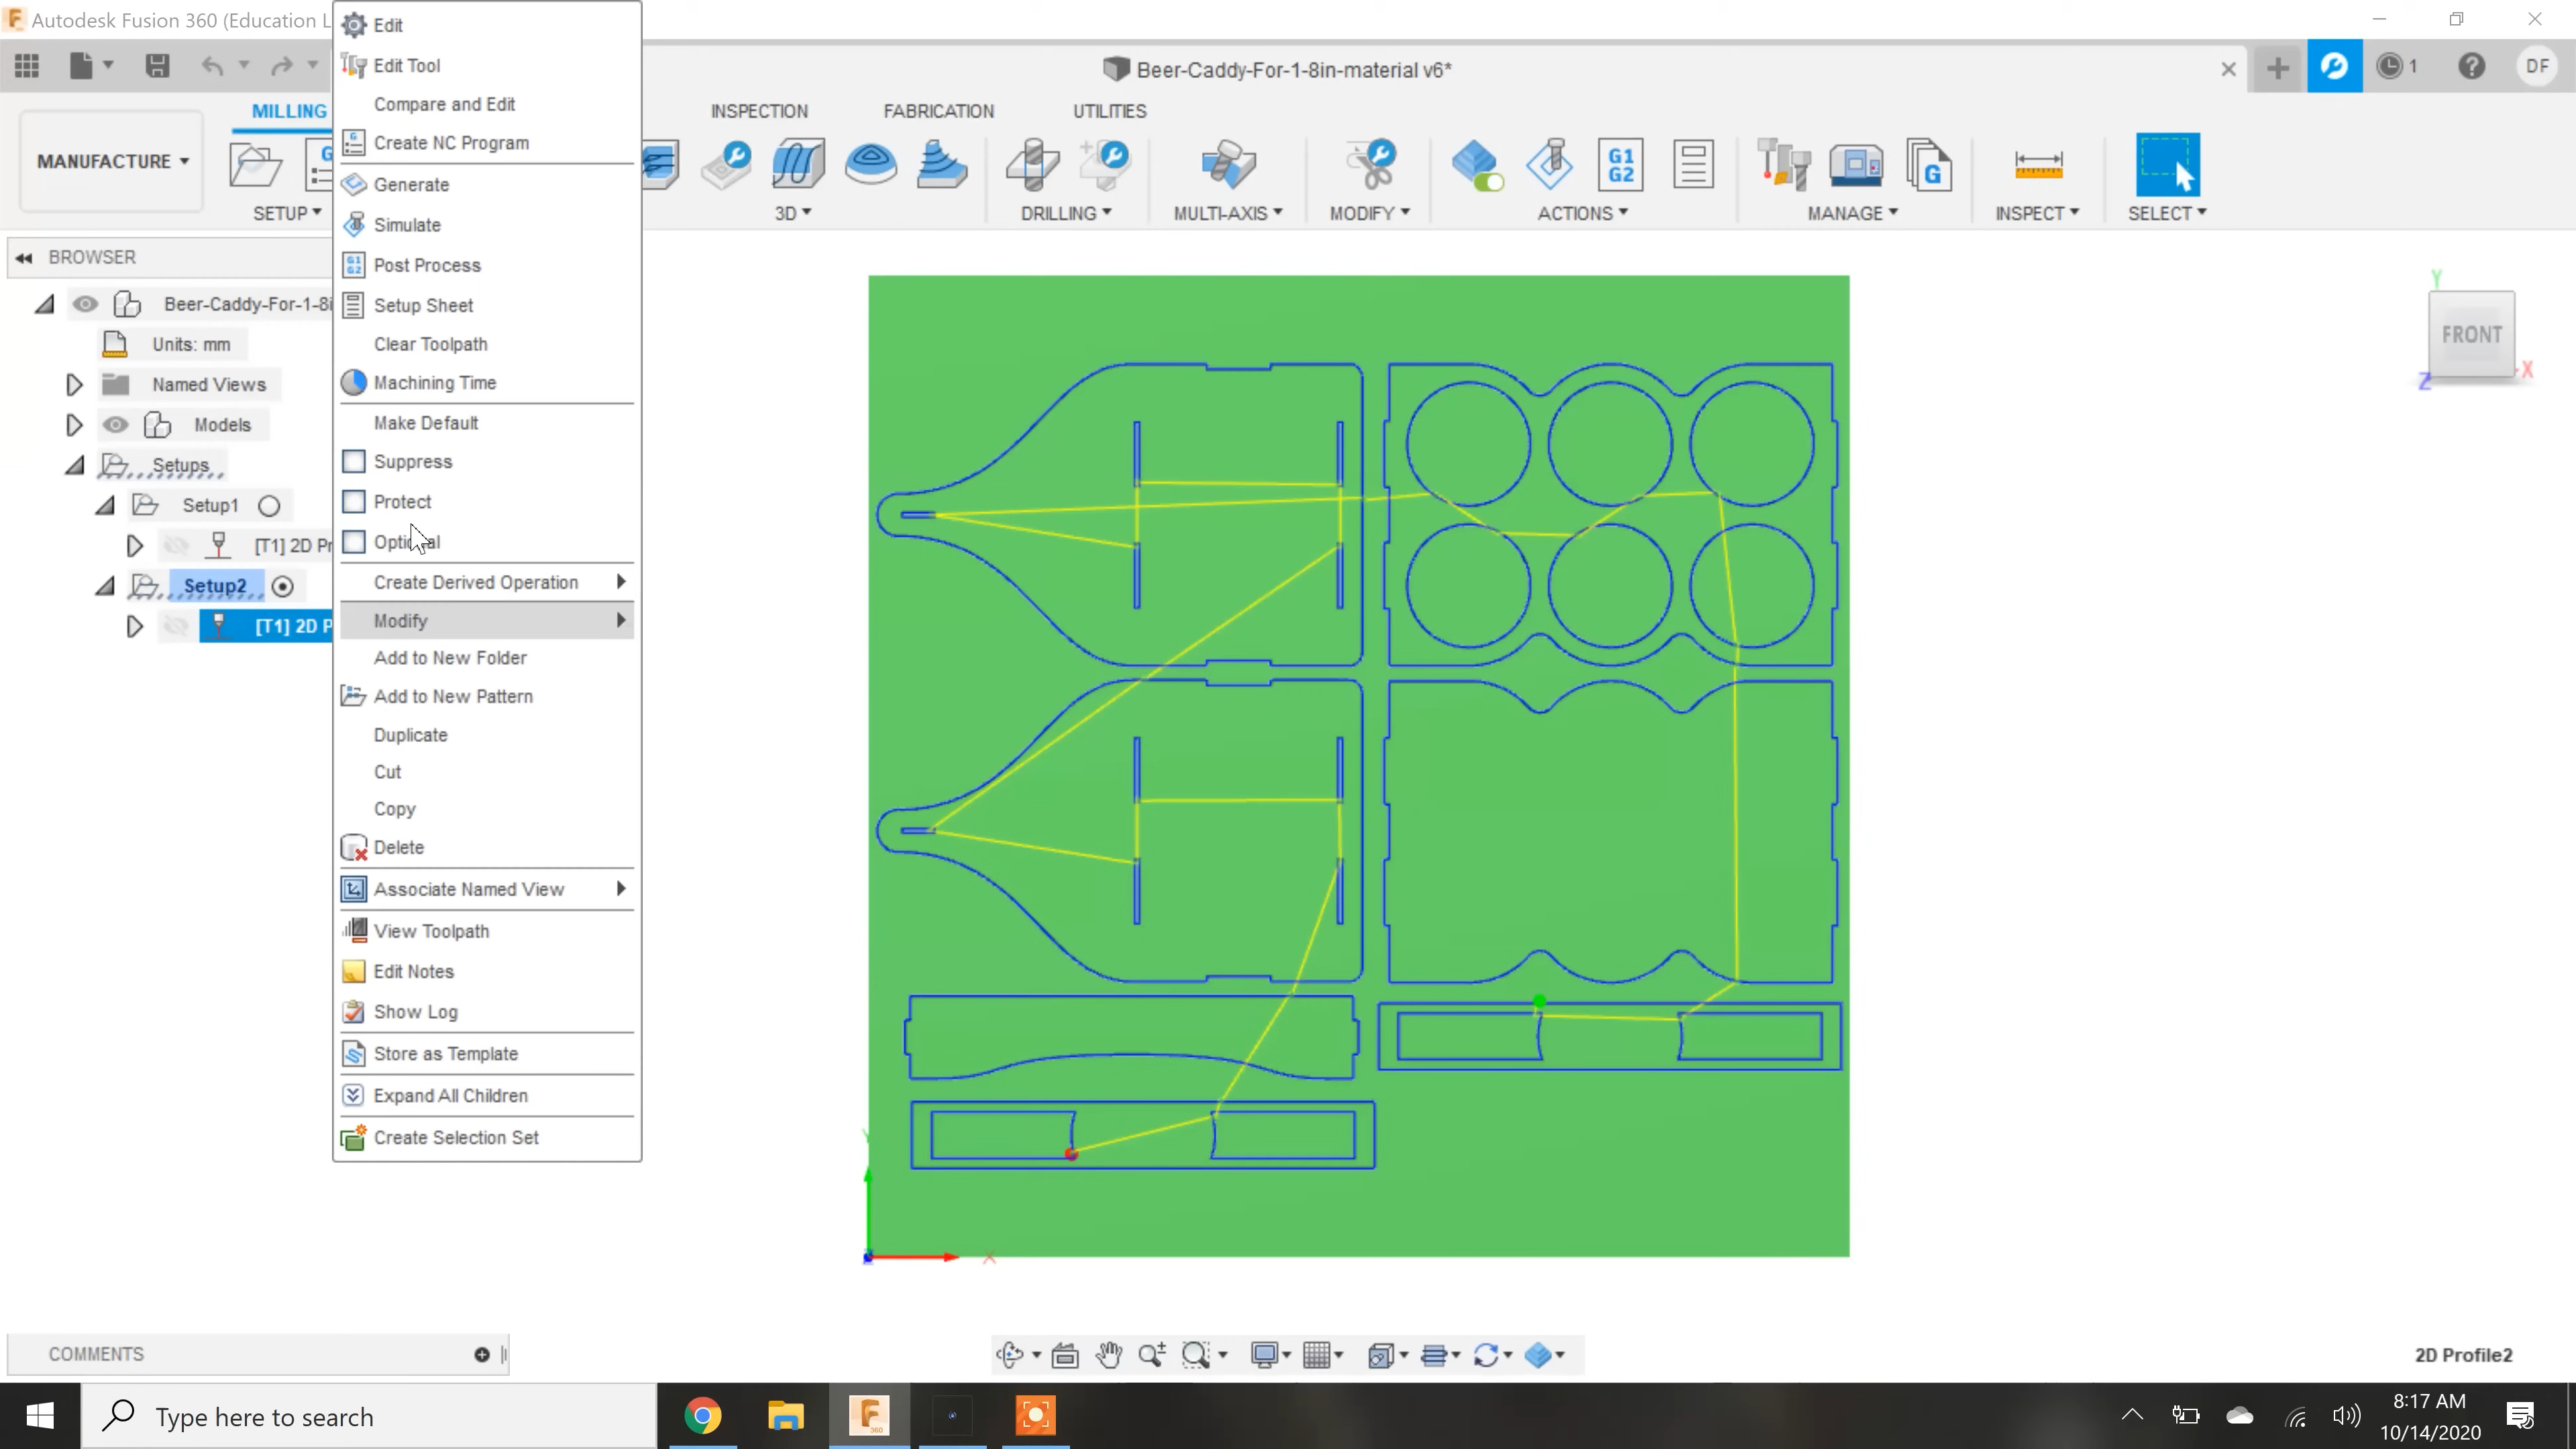 Autodesk Fusion 360 (Education L
Beer-Caddy-For-1-8in-material v6*
1
DF
MANUFACTURE
MILLING
INSPECTION
FABRICATION
UTILITIES
G1
G2
G
SETUP
3D
DRILLING
MULTI-AXIS
MODIFY
ACTIONS
MANAGE
INSPECT
SELECT
BROWSER
Beer-Caddy-For-1-8i
Units: mm
Named Views
Models
Setups
Setup1
[T1] 2D Pr
Setup2
[T1] 2D P
Edit
Edit Tool
Compare and Edit
Create NC Program
Generate
Simulate
Post Process
Setup Sheet
Clear Toolpath
Machining Time
Make Default
Suppress
Protect
Optional
Create Derived Operation
Modify
Add to New Folder
Add to New Pattern
Duplicate
Cut
Copy
Delete
Associate Named View
View Toolpath
Edit Notes
Show Log
Store as Template
Expand All Children
Create Selection Set
Y
FRONT
Z
X
Y
X
COMMENTS
2D Profile2
Type here to search
360
8:17 AM
10/14/2020